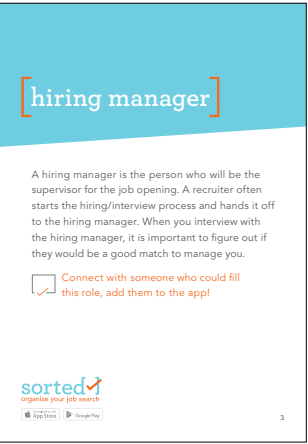 [hiring manager]
A hiring manager is the person who will be the
supervisor for the job opening. A recruiter often
starts the hiring/interview process and hands it off
to the hiring manager. When you interview with
the hiring manager, it is important to figure out if
they would be a good match to manage you.
Connect with someone who could fill
this role, add them to the app!
sorted
organize your job search
App Store
Google Play
3